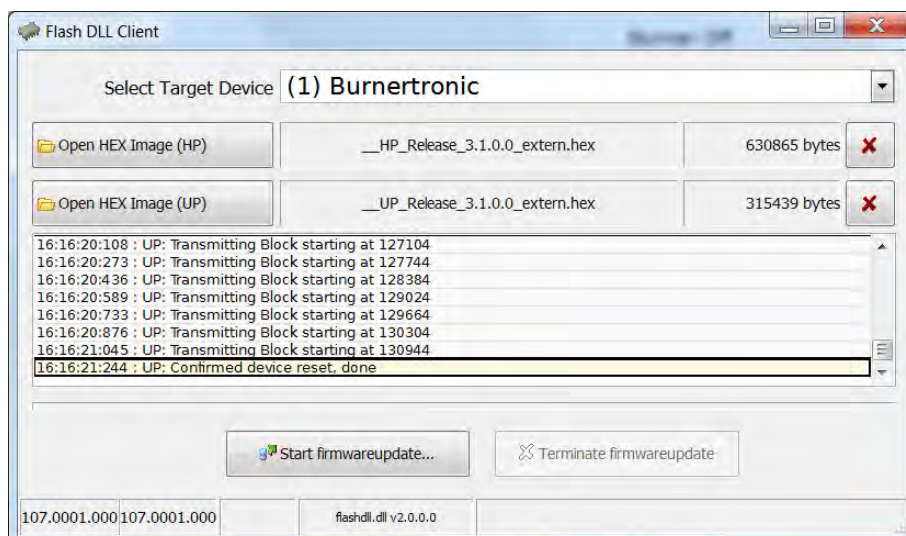 Flash DLL Client
Select Target Device (1) Burnertronic
Open HEX Image (HP) __HP_Release_3.1.0.0_extern.hex 630865 bytes
Open HEX Image (UP) __UP_Release_3.1.0.0_extern.hex 315439 bytes
16:16:20:108 : UP: Transmitting Block starting at 127104
16:16:20:273 : UP: Transmitting Block starting at 127744
16:16:20:436 : UP: Transmitting Block starting at 128384
16:16:20:589 : UP: Transmitting Block starting at 129024
16:16:20:733 : UP: Transmitting Block starting at 129664
16:16:20:876 : UP: Transmitting Block starting at 130304
16:16:21:045 : UP: Transmitting Block starting at 130944
16:16:21:244 : UP: Confirmed device reset, done
Start firmwareupdate... Terminate firmwareupdate
107.0001.000 107.0001.000 flashdll.dll v2.0.0.0